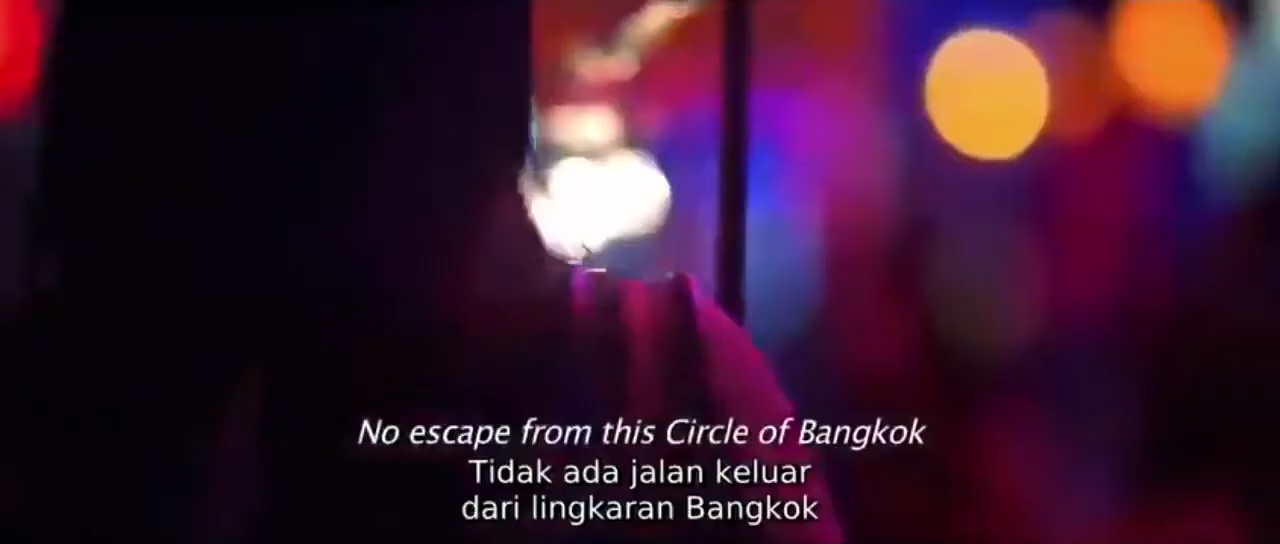 No escape from this Circle of Bangkok
Tidak ada jalan keluar
dari lingkaran Bangkok